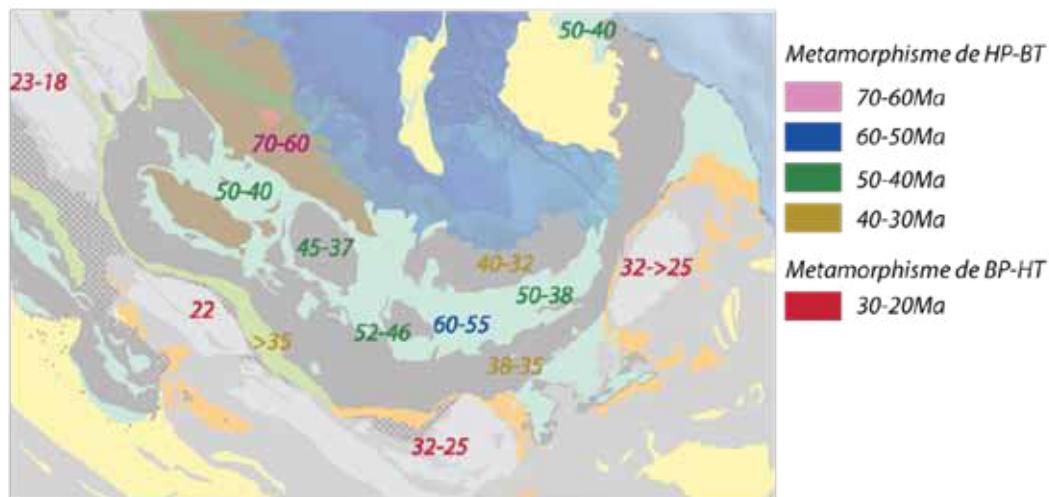 50-40
23-18
70-60
50-40
45-37
40-32
32->25
50-38
22
52-46
60-55
>35
38-35
32-25
Metamorphisme de HP-BT
70-60Ma
60-50Ma
50-40Ma
40-30Ma
Metamorphisme de BP-HT
30-20Ma